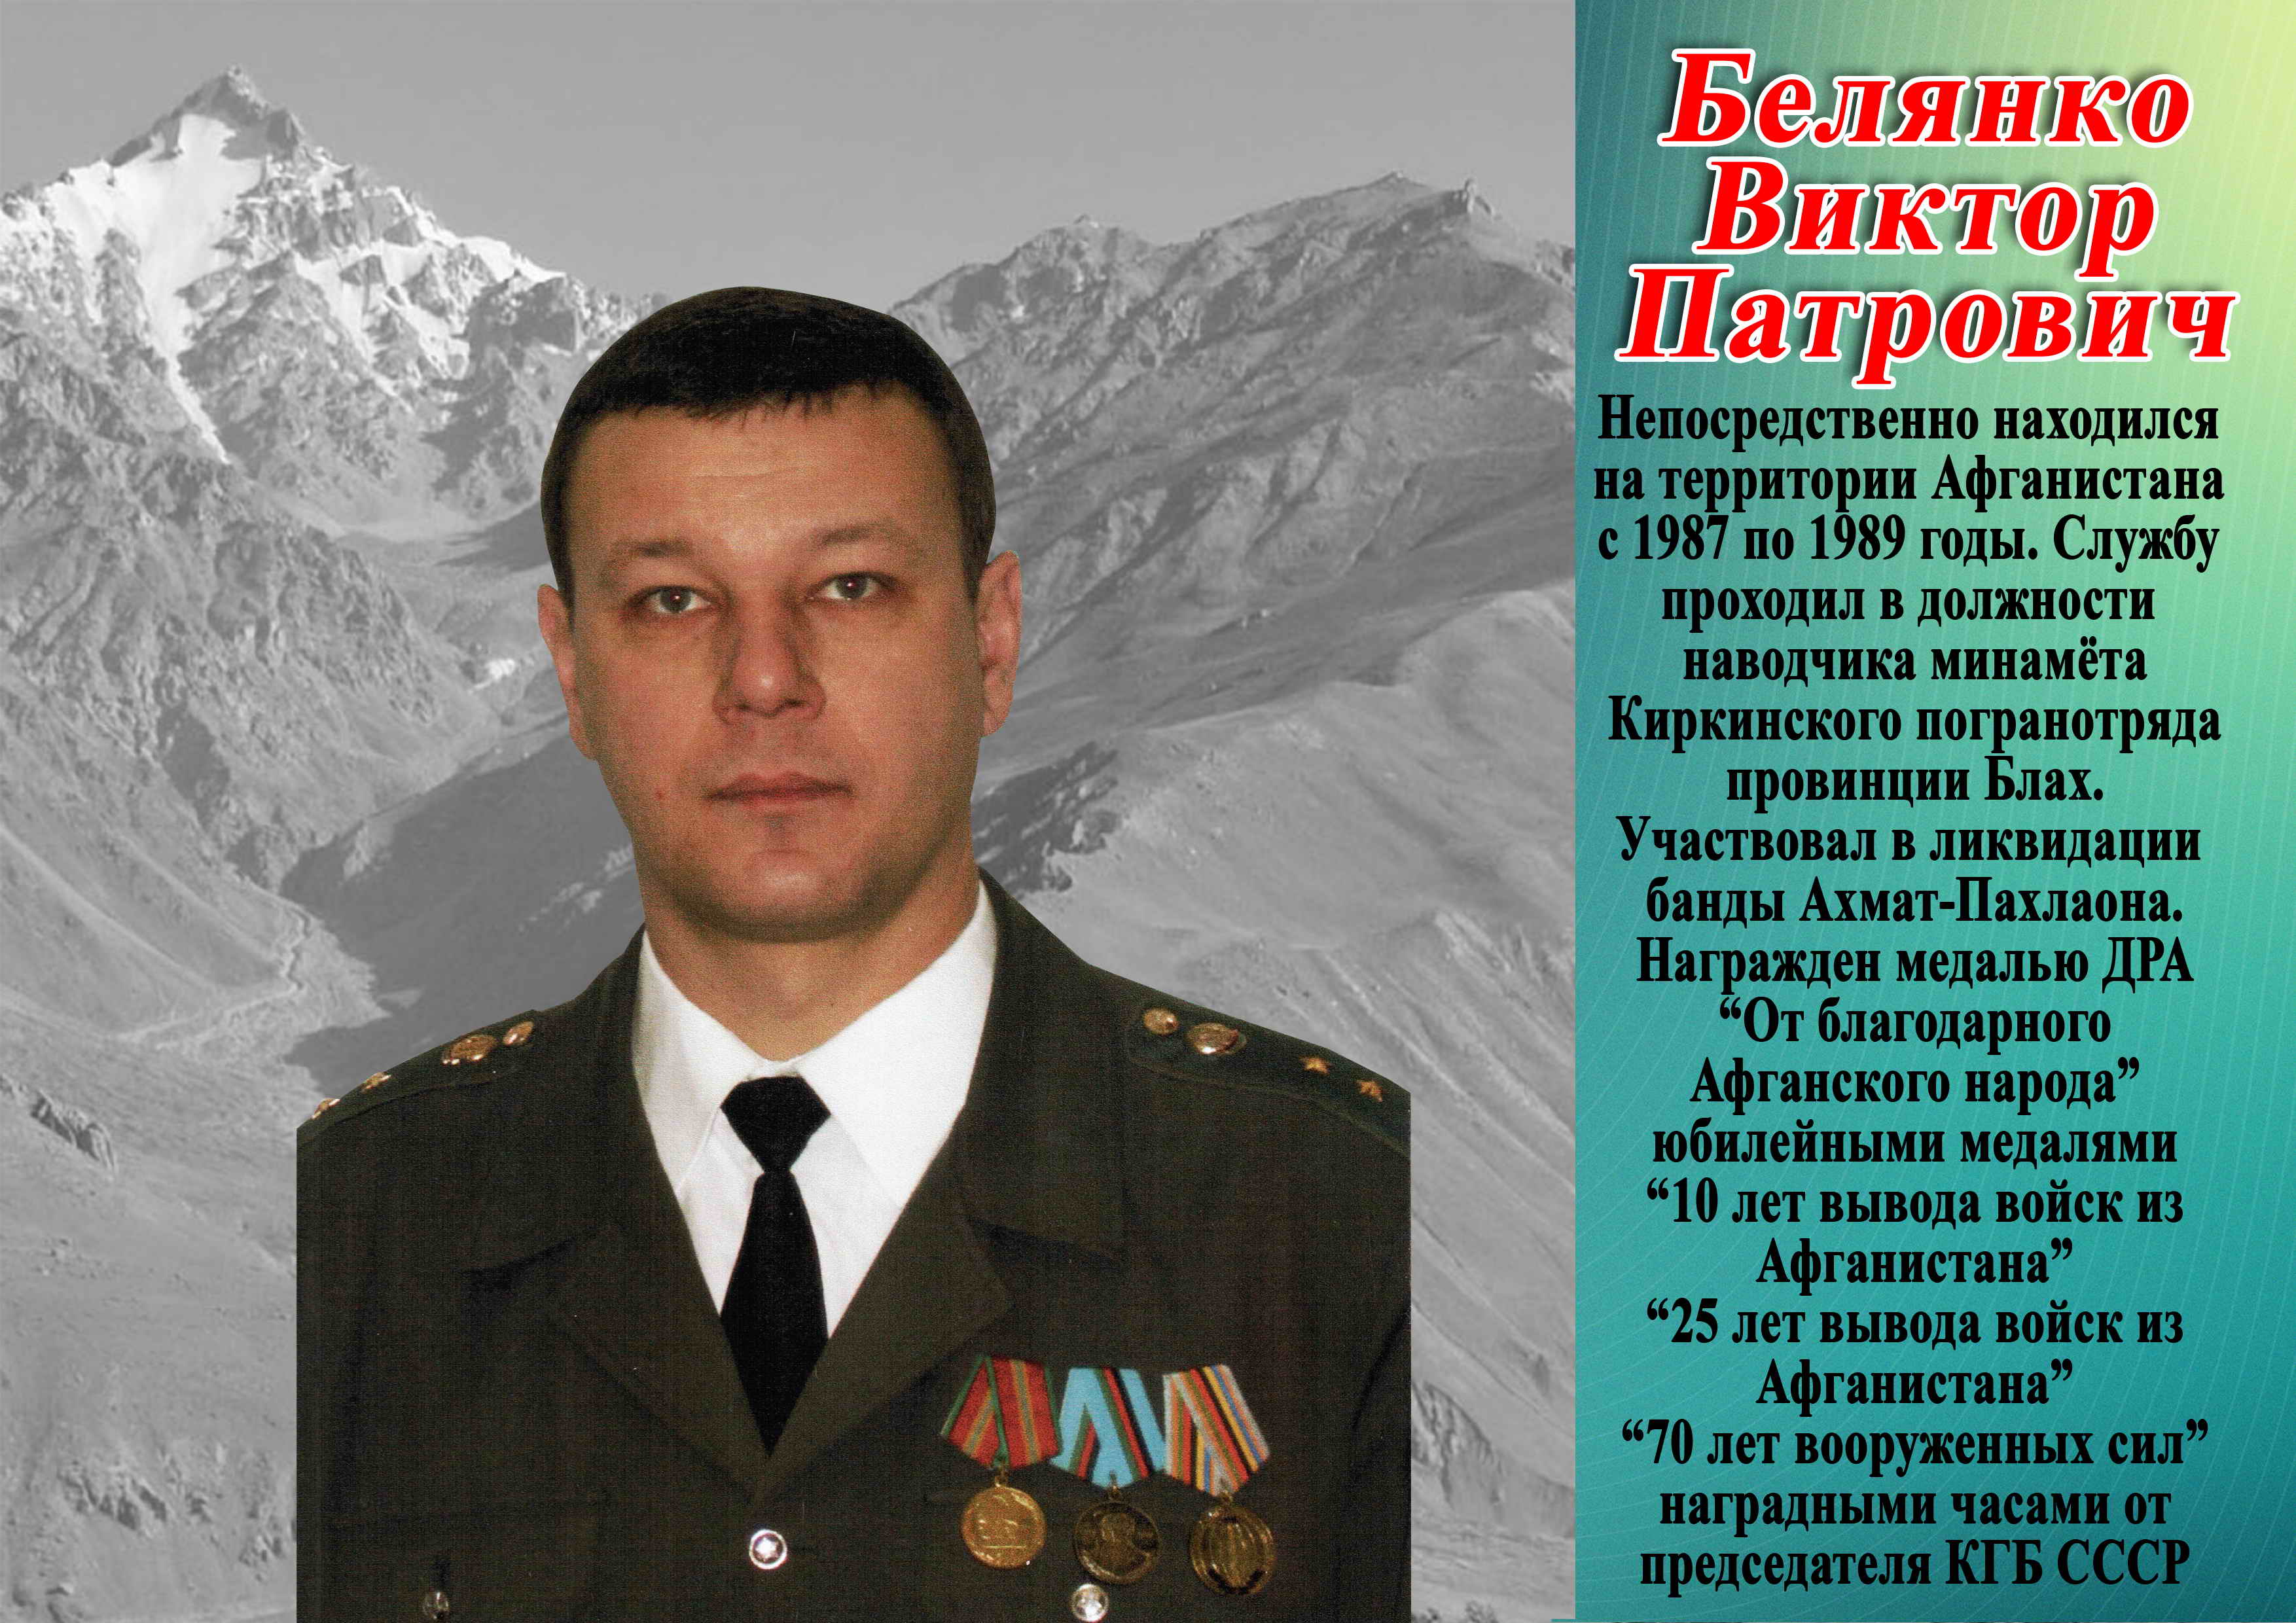 Белянко
Виктор
Патрович
Непосредственно находился
на территории Афганистана
с 1987 по 1989 годы. Службу
проходил в должности
наводчика минамёта
Киркинского погранотряда
провинции Блах.
Участвовал в ликвидации
банды Ахмат-Пахлаона.
Награжден медалью ДРА
“От благодарного
Афганского народа”
юбилейными медалями
“10 лет вывода войск из
Афганистана”
“25 лет вывода войск из
Афганистана”
“70 лет вооруженных сил”
наградными часами от
председателя КГБ СССР